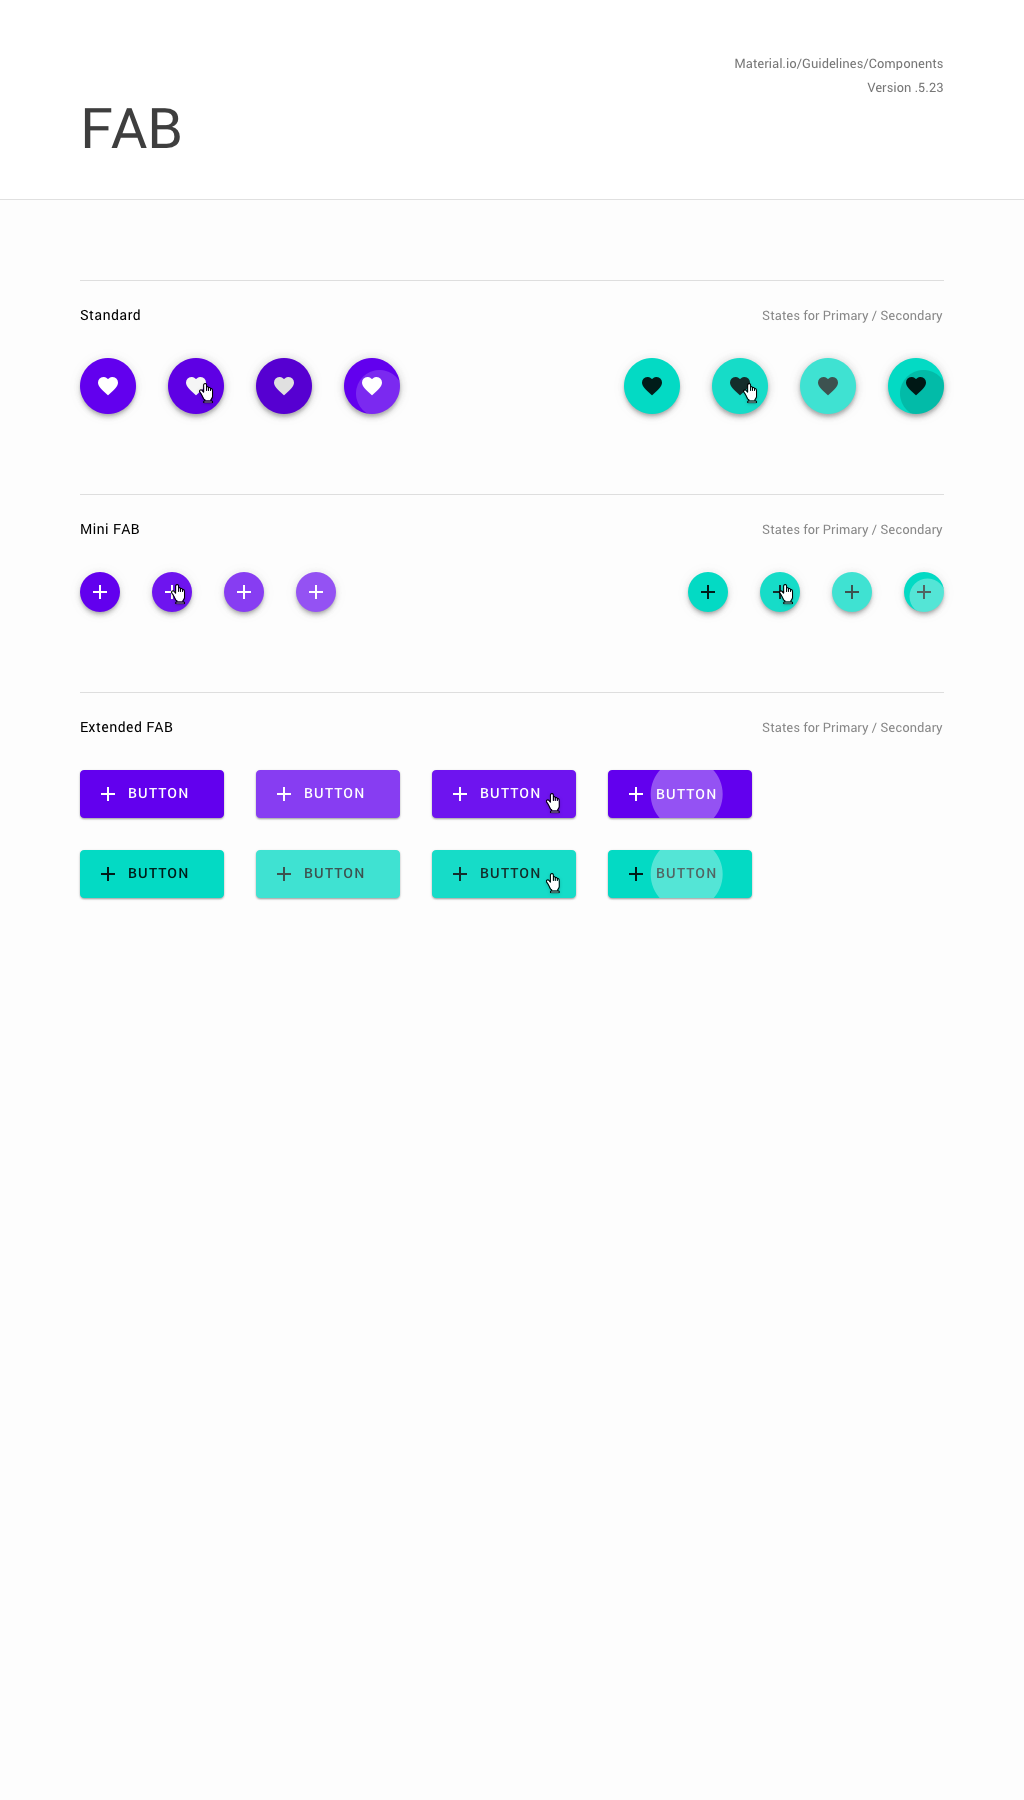 Material.io/Guidelines/Components
Version .5.23
FAB
Standard
States for Primary / Secondary
Mini FAB
States for Primary / Secondary
Extended FAB
States for Primary / Secondary
BUTTON BUTTON BUTTON BUTTON
BUTTON BUTTON BUTTON BUTTON